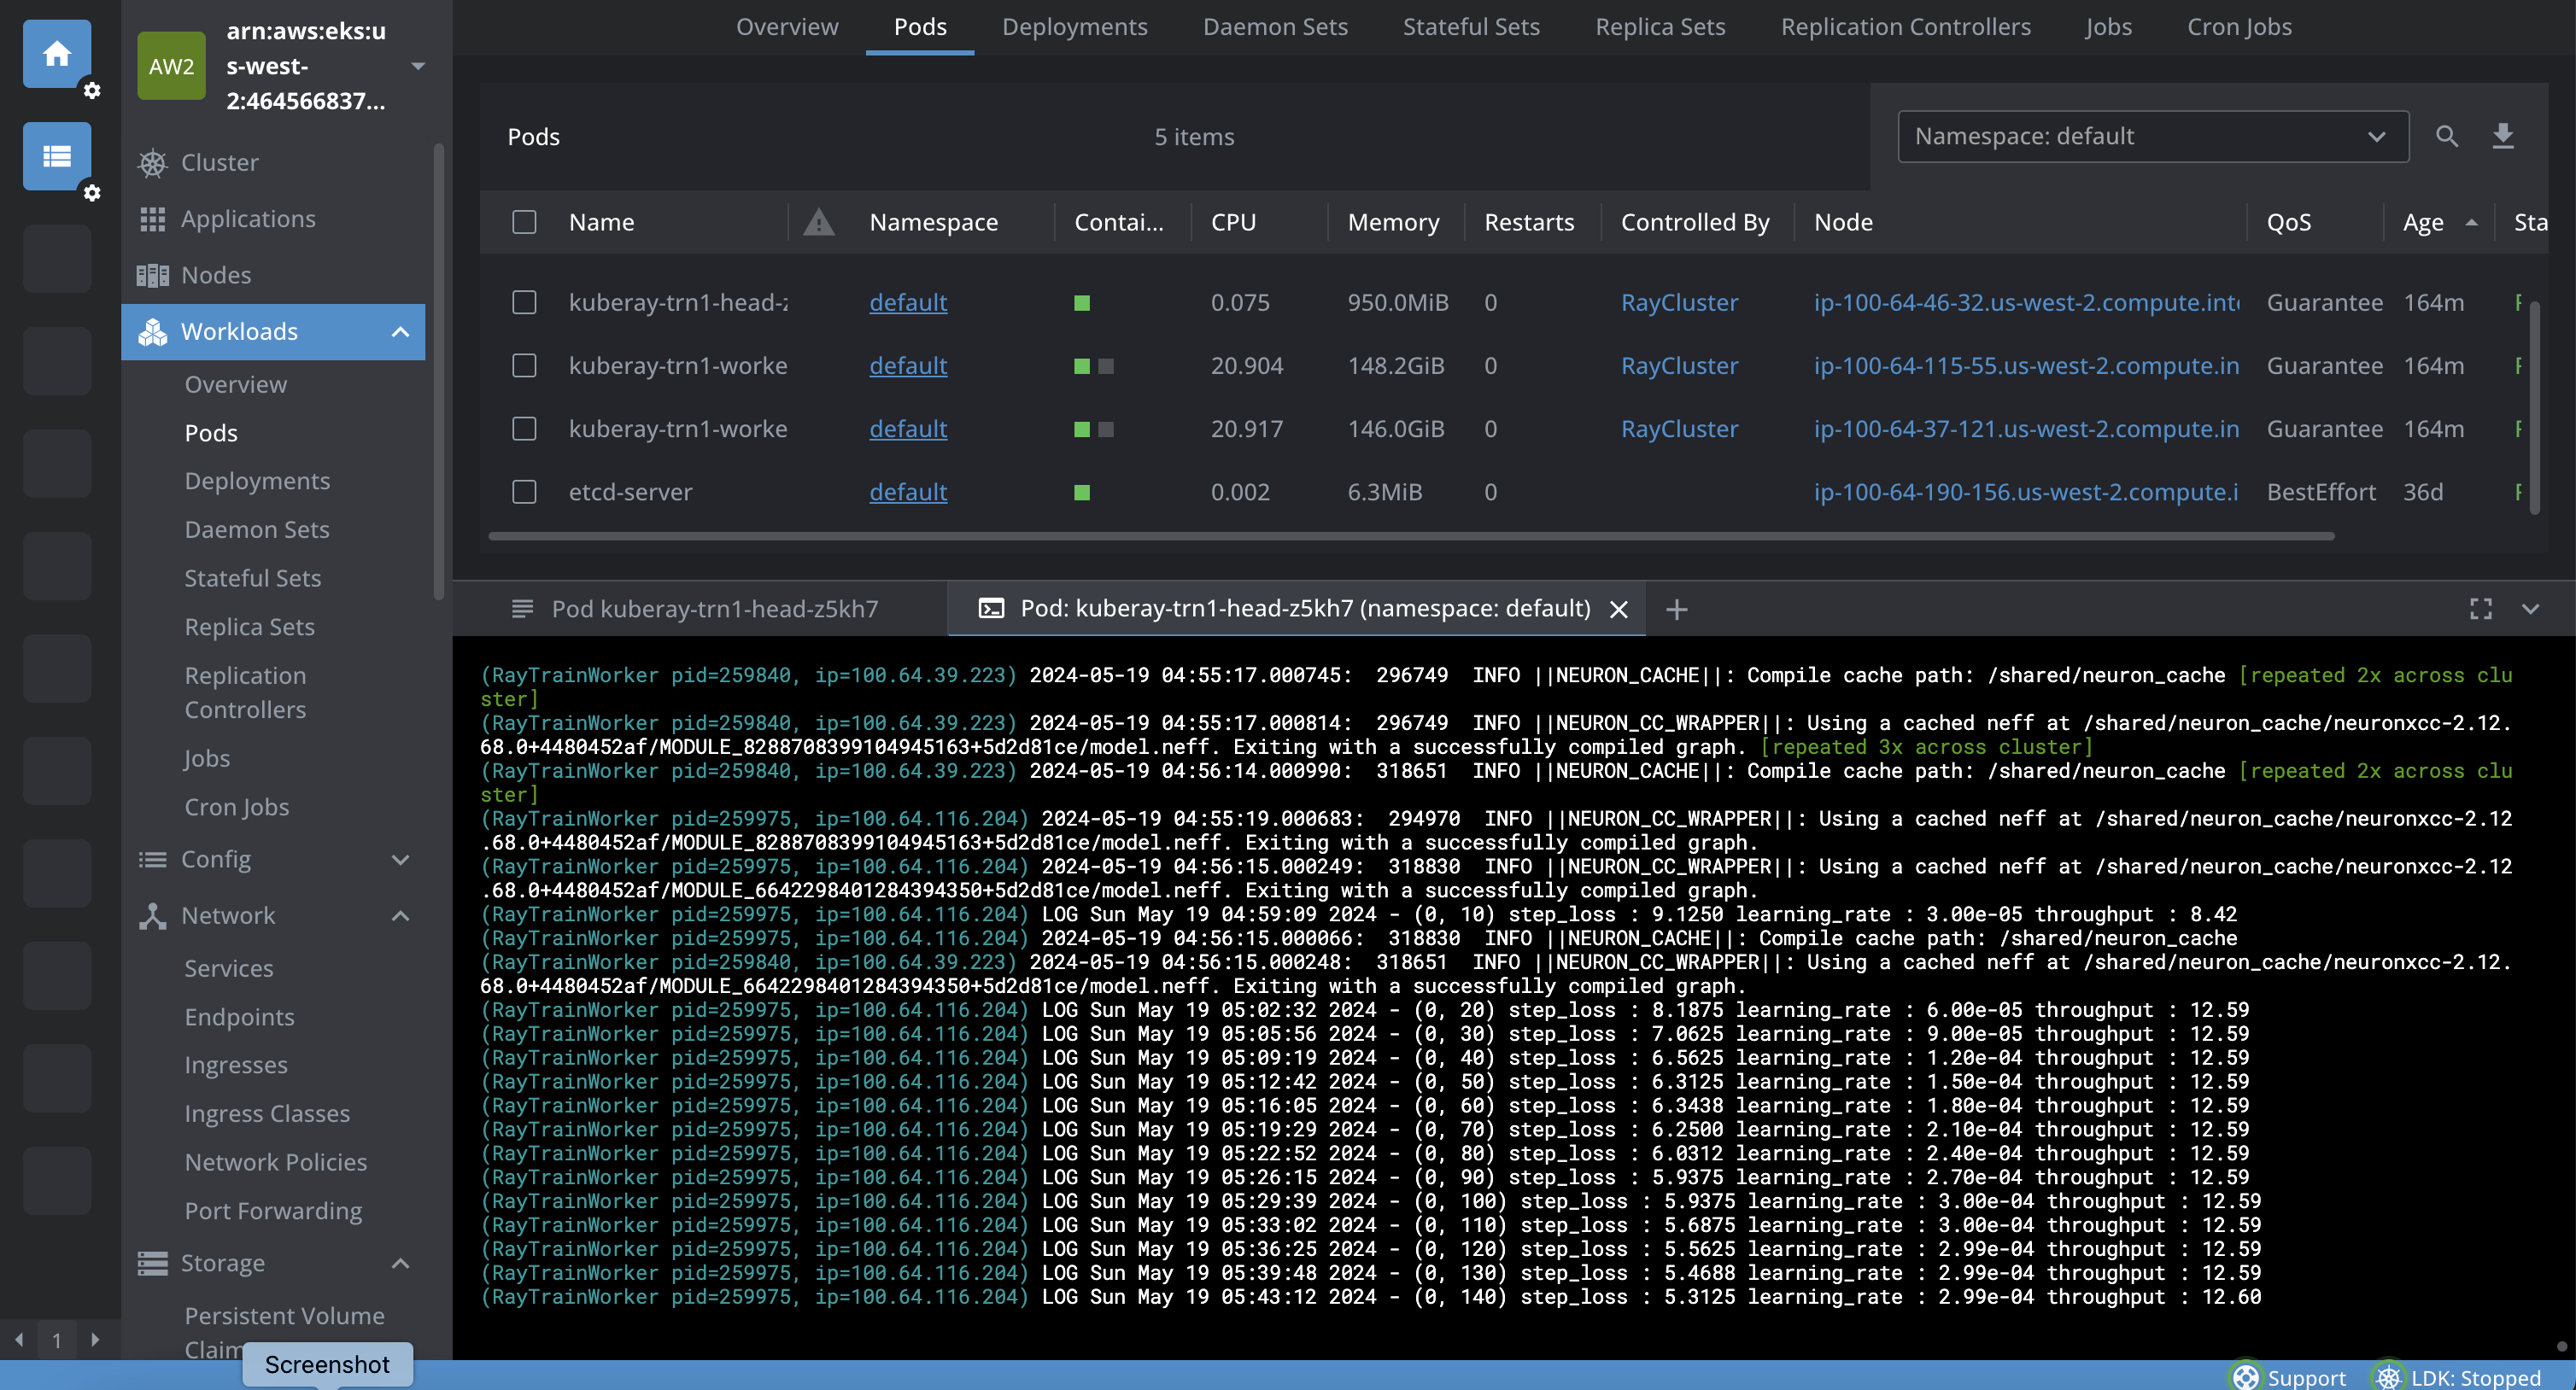 arn:aws:eks:u
s-west-
2:464566837...
AW2
Cluster
Applications
Nodes
Workloads
Overview
Pods
Deployments
Daemon Sets
Stateful Sets
Replica Sets
Replication
Controllers
Jobs
Cron Jobs
Config
Network
Services
Endpoints
Ingresses
Ingress Classes
Network Policies
Port Forwarding
Storage
Persistent Volume
Claim
1
Screenshot
Overview Pods Deployments Daemon Sets Stateful Sets Replica Sets Replication Controllers Jobs Cron Jobs
Pods 5 items Namespace: default
Name Namespace Contai... CPU Memory Restarts Controlled By Node QoS Age Sta
kuberay-trn1-head-z default 0.075 950.0MiB 0 RayCluster ip-100-64-46-32.us-west-2.compute.inte Guarantee 164m
kuberay-trn1-worke default 20.904 148.2GiB 0 RayCluster ip-100-64-115-55.us-west-2.compute.in Guarantee 164m
kuberay-trn1-worke default 20.917 146.0GiB 0 RayCluster ip-100-64-37-121.us-west-2.compute.in Guarantee 164m
etcd-server default 0.002 6.3MiB 0 ip-100-64-190-156.us-west-2.compute.i BestEffort 36d
Pod kuberay-trn1-head-z5kh7 Pod: kuberay-trn1-head-z5kh7 (namespace: default)
(RayTrainWorker pid=259840, ip=100.64.39.223) 2024-05-19 04:55:17.000745:  296749  INFO ||NEURON_CACHE||: Compile cache path: /shared/neuron_cache [repeated 2x across clu
ster]
(RayTrainWorker pid=259840, ip=100.64.39.223) 2024-05-19 04:55:17.000814:  296749  INFO ||NEURON_CC_WRAPPER||: Using a cached neff at /shared/neuron_cache/neuronxcc-2.12.
68.0+4480452af/MODULE_8288708399104945163+5d2d81ce/model.neff. Exiting with a successfully compiled graph. [repeated 3x across cluster]
(RayTrainWorker pid=259840, ip=100.64.39.223) 2024-05-19 04:56:14.000990:  318651  INFO ||NEURON_CACHE||: Compile cache path: /shared/neuron_cache [repeated 2x across clu
ster]
(RayTrainWorker pid=259975, ip=100.64.116.204) 2024-05-19 04:55:19.000683:  294970  INFO ||NEURON_CC_WRAPPER||: Using a cached neff at /shared/neuron_cache/neuronxcc-2.12
.68.0+4480452af/MODULE_8288708399104945163+5d2d81ce/model.neff. Exiting with a successfully compiled graph.
(RayTrainWorker pid=259975, ip=100.64.116.204) 2024-05-19 04:56:15.000249:  318830  INFO ||NEURON_CC_WRAPPER||: Using a cached neff at /shared/neuron_cache/neuronxcc-2.12
.68.0+4480452af/MODULE_6642298401284394350+5d2d81ce/model.neff. Exiting with a successfully compiled graph.
(RayTrainWorker pid=259975, ip=100.64.116.204) LOG Sun May 19 04:59:09 2024 - (0, 10) step_loss : 9.1250 learning_rate : 3.00e-05 throughput : 8.42
(RayTrainWorker pid=259975, ip=100.64.116.204) 2024-05-19 04:56:15.000066:  318830  INFO ||NEURON_CACHE||: Compile cache path: /shared/neuron_cache
(RayTrainWorker pid=259840, ip=100.64.39.223) 2024-05-19 04:56:15.000248:  318651  INFO ||NEURON_CC_WRAPPER||: Using a cached neff at /shared/neuron_cache/neuronxcc-2.12.
68.0+4480452af/MODULE_6642298401284394350+5d2d81ce/model.neff. Exiting with a successfully compiled graph.
(RayTrainWorker pid=259975, ip=100.64.116.204) LOG Sun May 19 05:02:32 2024 - (0, 20) step_loss : 8.1875 learning_rate : 6.00e-05 throughput : 12.59
(RayTrainWorker pid=259975, ip=100.64.116.204) LOG Sun May 19 05:05:56 2024 - (0, 30) step_loss : 7.0625 learning_rate : 9.00e-05 throughput : 12.59
(RayTrainWorker pid=259975, ip=100.64.116.204) LOG Sun May 19 05:09:19 2024 - (0, 40) step_loss : 6.5625 learning_rate : 1.20e-04 throughput : 12.59
(RayTrainWorker pid=259975, ip=100.64.116.204) LOG Sun May 19 05:12:42 2024 - (0, 50) step_loss : 6.3125 learning_rate : 1.50e-04 throughput : 12.59
(RayTrainWorker pid=259975, ip=100.64.116.204) LOG Sun May 19 05:16:05 2024 - (0, 60) step_loss : 6.3438 learning_rate : 1.80e-04 throughput : 12.59
(RayTrainWorker pid=259975, ip=100.64.116.204) LOG Sun May 19 05:19:29 2024 - (0, 70) step_loss : 6.2500 learning_rate : 2.10e-04 throughput : 12.59
(RayTrainWorker pid=259975, ip=100.64.116.204) LOG Sun May 19 05:22:52 2024 - (0, 80) step_loss : 6.0312 learning_rate : 2.40e-04 throughput : 12.59
(RayTrainWorker pid=259975, ip=100.64.116.204) LOG Sun May 19 05:26:15 2024 - (0, 90) step_loss : 5.9375 learning_rate : 2.70e-04 throughput : 12.59
(RayTrainWorker pid=259975, ip=100.64.116.204) LOG Sun May 19 05:29:39 2024 - (0, 100) step_loss : 5.9375 learning_rate : 3.00e-04 throughput : 12.59
(RayTrainWorker pid=259975, ip=100.64.116.204) LOG Sun May 19 05:33:02 2024 - (0, 110) step_loss : 5.6875 learning_rate : 3.00e-04 throughput : 12.59
(RayTrainWorker pid=259975, ip=100.64.116.204) LOG Sun May 19 05:36:25 2024 - (0, 120) step_loss : 5.5625 learning_rate : 2.99e-04 throughput : 12.59
(RayTrainWorker pid=259975, ip=100.64.116.204) LOG Sun May 19 05:39:48 2024 - (0, 130) step_loss : 5.4688 learning_rate : 2.99e-04 throughput : 12.59
(RayTrainWorker pid=259975, ip=100.64.116.204) LOG Sun May 19 05:43:12 2024 - (0, 140) step_loss : 5.3125 learning_rate : 2.99e-04 throughput : 12.60
Support LDK: Stopped